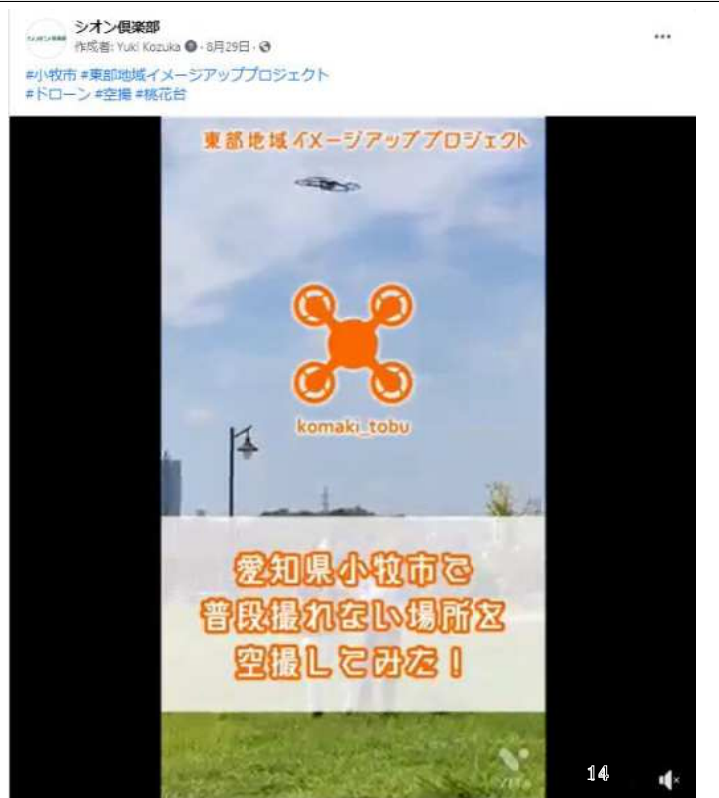 シオン倶楽部
作成者: Yuki Kozuka · 8月29日 ·
#小牧市 #東部地域イメージアッププロジェクト
#ドローン #空撮 #桃花台
東部地域イメージアッププロジェクト
komaki_tobu
愛知県小牧市で
普段撮れない場所を
空撮してみた！
14